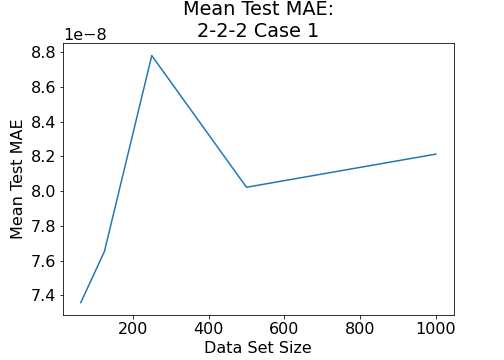 Mean Test MAE:
2-2-2 Case 1
1e−8
8.8
8.6
8.4
8.2
8.0
7.8
7.6
7.4
Mean Test MAE
200 400 600 800 1000
Data Set Size